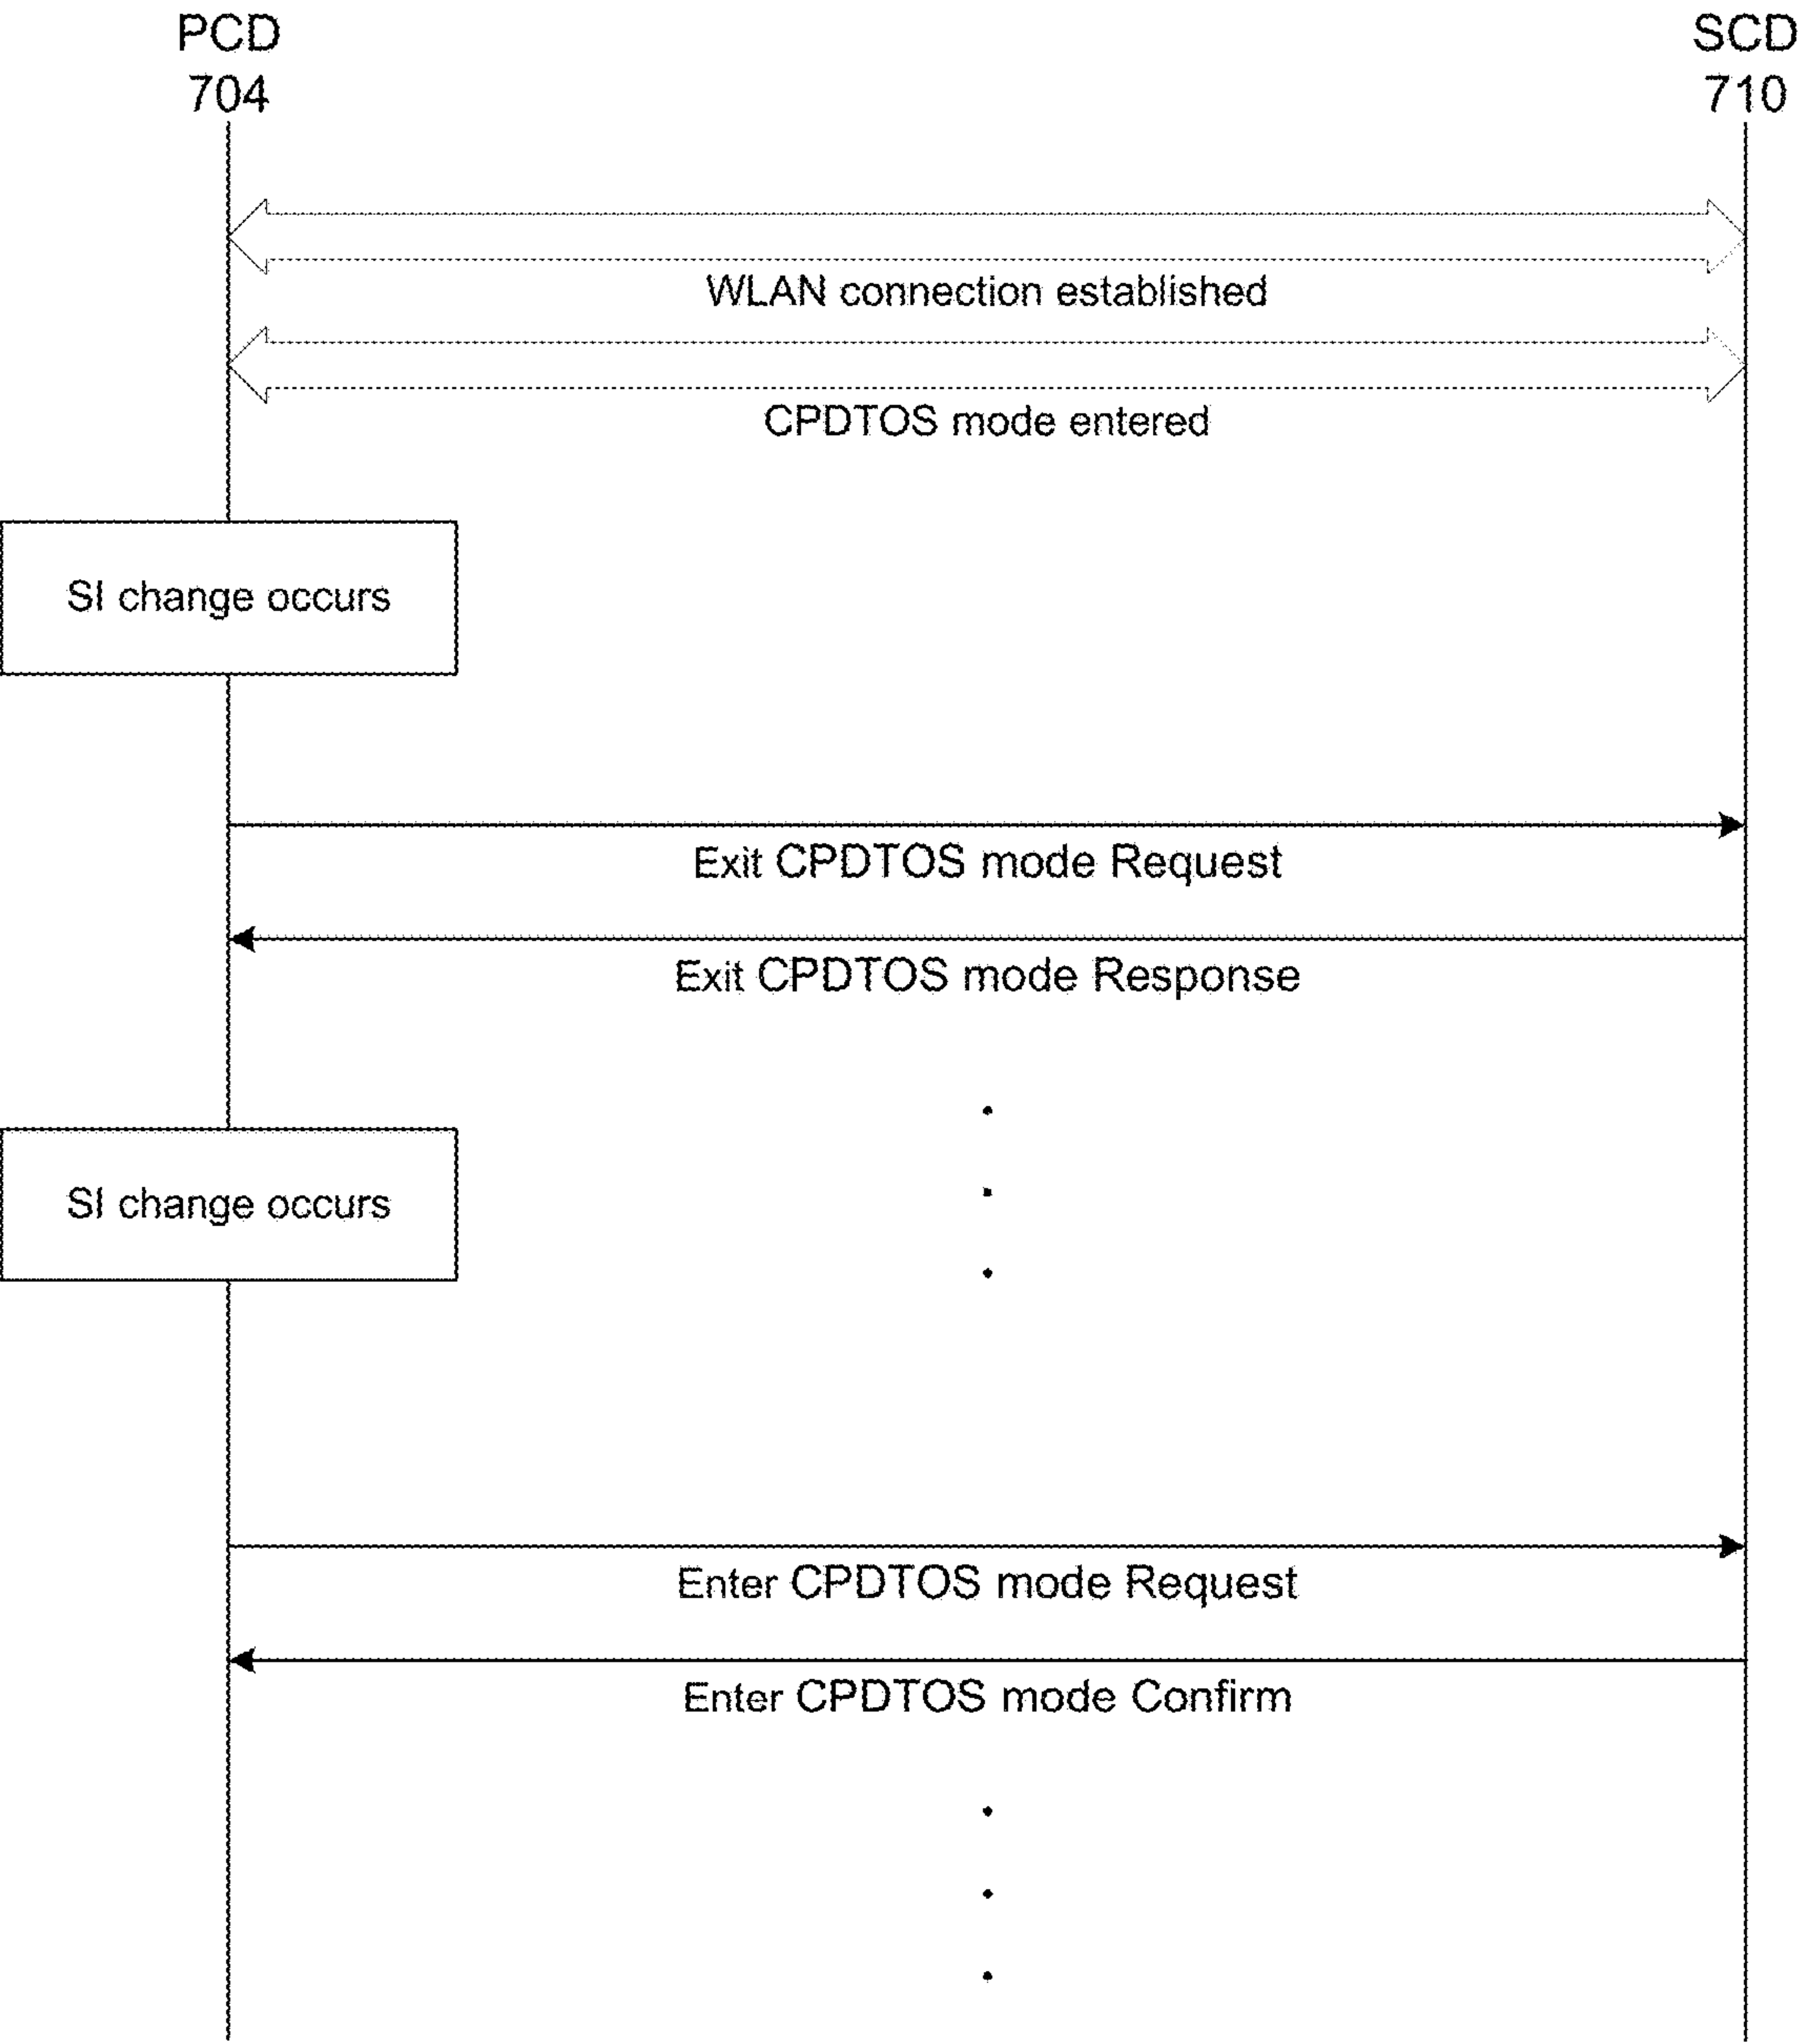 PCD
704
SCD
710
WLAN connection established
CPDTOS mode entered
SI change occurs
Exit CPDTOS mode Request
Exit CPDTOS mode Response
SI change occurs
Enter CPDTOS mode Request
Enter CPDTOS mode Confirm